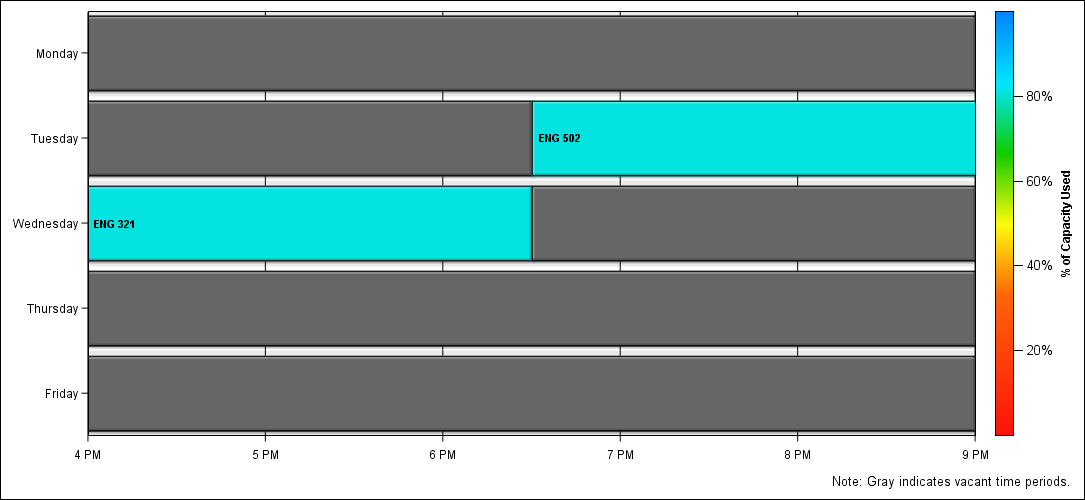 Monday
Tuesday
ENG 502
Wednesday
ENG 321
Thursday
Friday
4 PM 5 PM 6 PM 7 PM 8 PM 9 PM
80%
60%
40%
20%
% of Capacity Used
Note: Gray indicates vacant time periods.